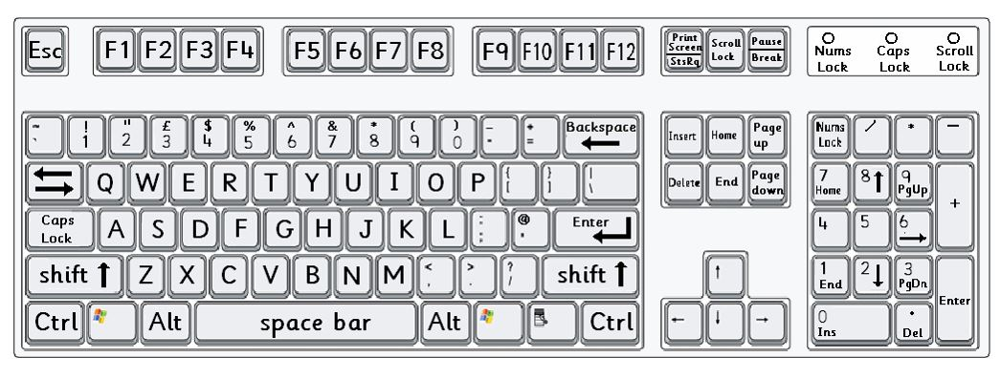 Esc F1 F2 F3 F4 F5 F6 F7 F8 F9 F10 F11 F12 Print Screen StsRq Scroll Lock Pause Break Nums Lock Caps Lock Scroll Lock
~ ! " £ $ % ^ & * ( ) - + Backspace Insert Home Page up Nums Lock / * -
` 1 2 3 4 5 6 7 8 9 0 - =
Q W E R T Y U I O P { } | Delete End Page down 7 Home 8 9 PgUp +
[ ] \
Caps Lock A S D F G H J K L : @ Enter 4 5 6
; '
shift Z X C V B N M < > ? shift 1 End 2 3 PgDn Enter
, . /
Ctrl Alt space bar Alt Ctrl 0 Ins . Del